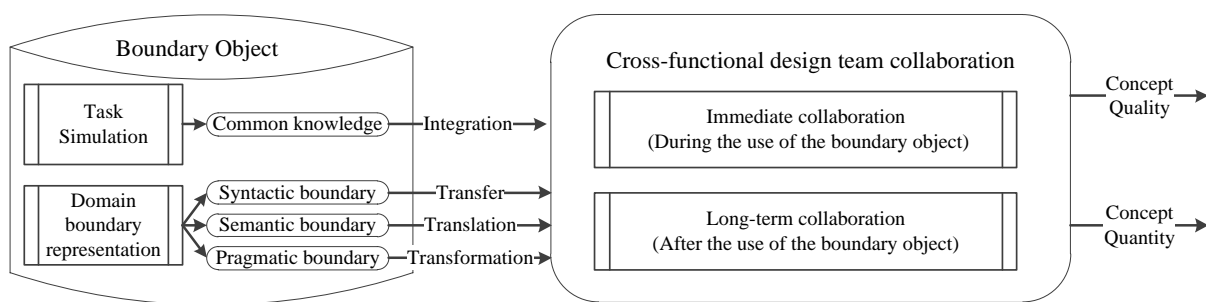 Boundary Object
Task
Simulation
Common knowledge
Integration
Domain
boundary
representation
Syntactic boundary
Transfer
Semantic boundary
Translation
Pragmatic boundary
Transformation
Cross-functional design team collaboration
Immediate collaboration
(During the use of the boundary object)
Long-term collaboration
(After the use of the boundary object)
Concept
Quality
Concept
Quantity